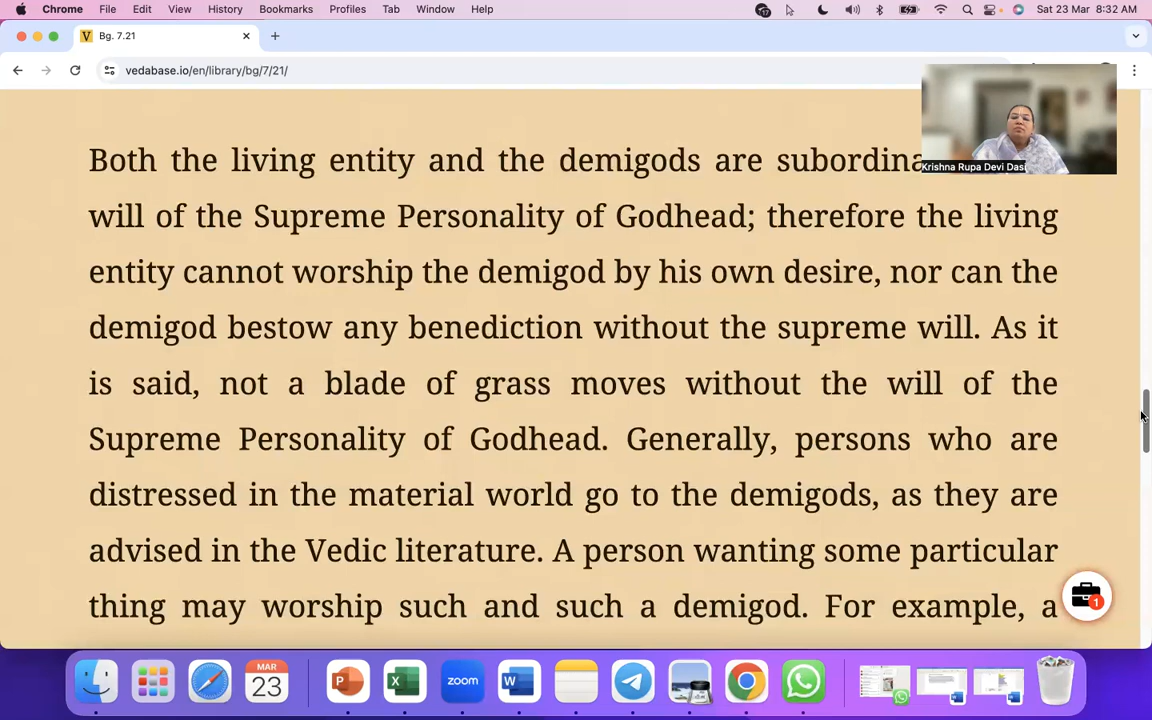 Chrome File Edit View History Bookmarks Profiles Tab Window Help Sat 23 Mar 8:32 AM
Bg. 7.21
vedabase.io/en/library/bg/7/21/
Krishna Rupa Devi Dasi
Both the living entity and the demigods are
will of the Supreme Personality of Godhead; therefore the living
entity cannot worship the demigod by his own desire, nor can the
demigod bestow any benediction without the supreme will. As it
is said, not a blade of grass moves without the will of the
Supreme Personality of Godhead. Generally, persons who are
distressed in the material world go to the demigods, as they are
advised in the Vedic literature. A person wanting some particular
thing may worship such and such a demigod. For example, a
1
MAR
23
zoom